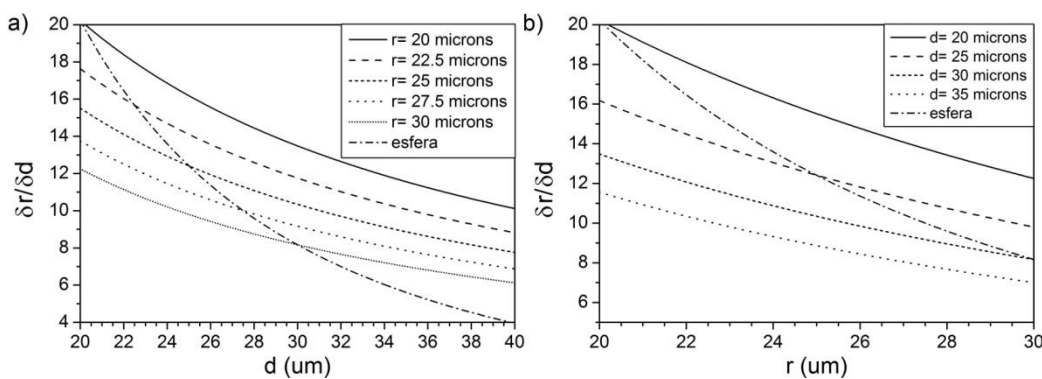 a)
δr/δd
20
18
16
14
12
10
8
6
4
20 22 24 26 28 30 32 34 36 38 40
d (um)
r= 20 microns
r= 22.5 microns
r= 25 microns
r= 27.5 microns
r= 30 microns
esfera
b)
δr/δd
20
18
16
14
12
10
8
6
20 22 24 26 28 30
r (um)
d= 20 microns
d= 25 microns
d= 30 microns
d= 35 microns
esfera